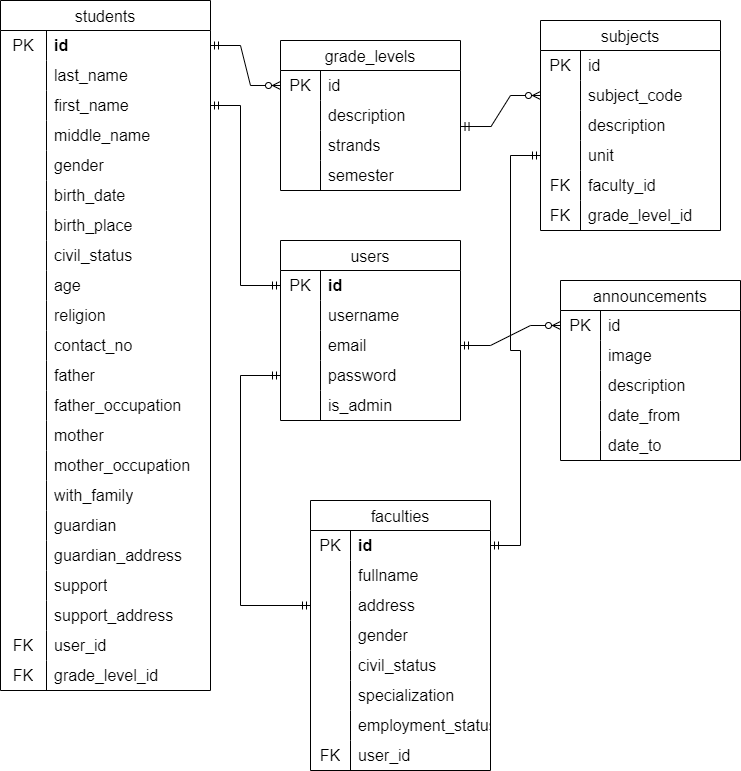 students
PK id
last_name
first_name
middle_name
gender
birth_date
birth_place
civil_status
age
religion
contact_no
father
father_occupation
mother
mother_occupation
with_family
guardian
guardian_address
support
support_address
FK user_id
FK grade_level_id
grade_levels
PK id
description
strands
semester
subjects
PK id
subject_code
description
unit
FK faculty_id
FK grade_level_id
users
PK id
username
email
password
is_admin
announcements
PK id
image
description
date_from
date_to
faculties
PK id
fullname
address
gender
civil_status
specialization
employment_status
FK user_id